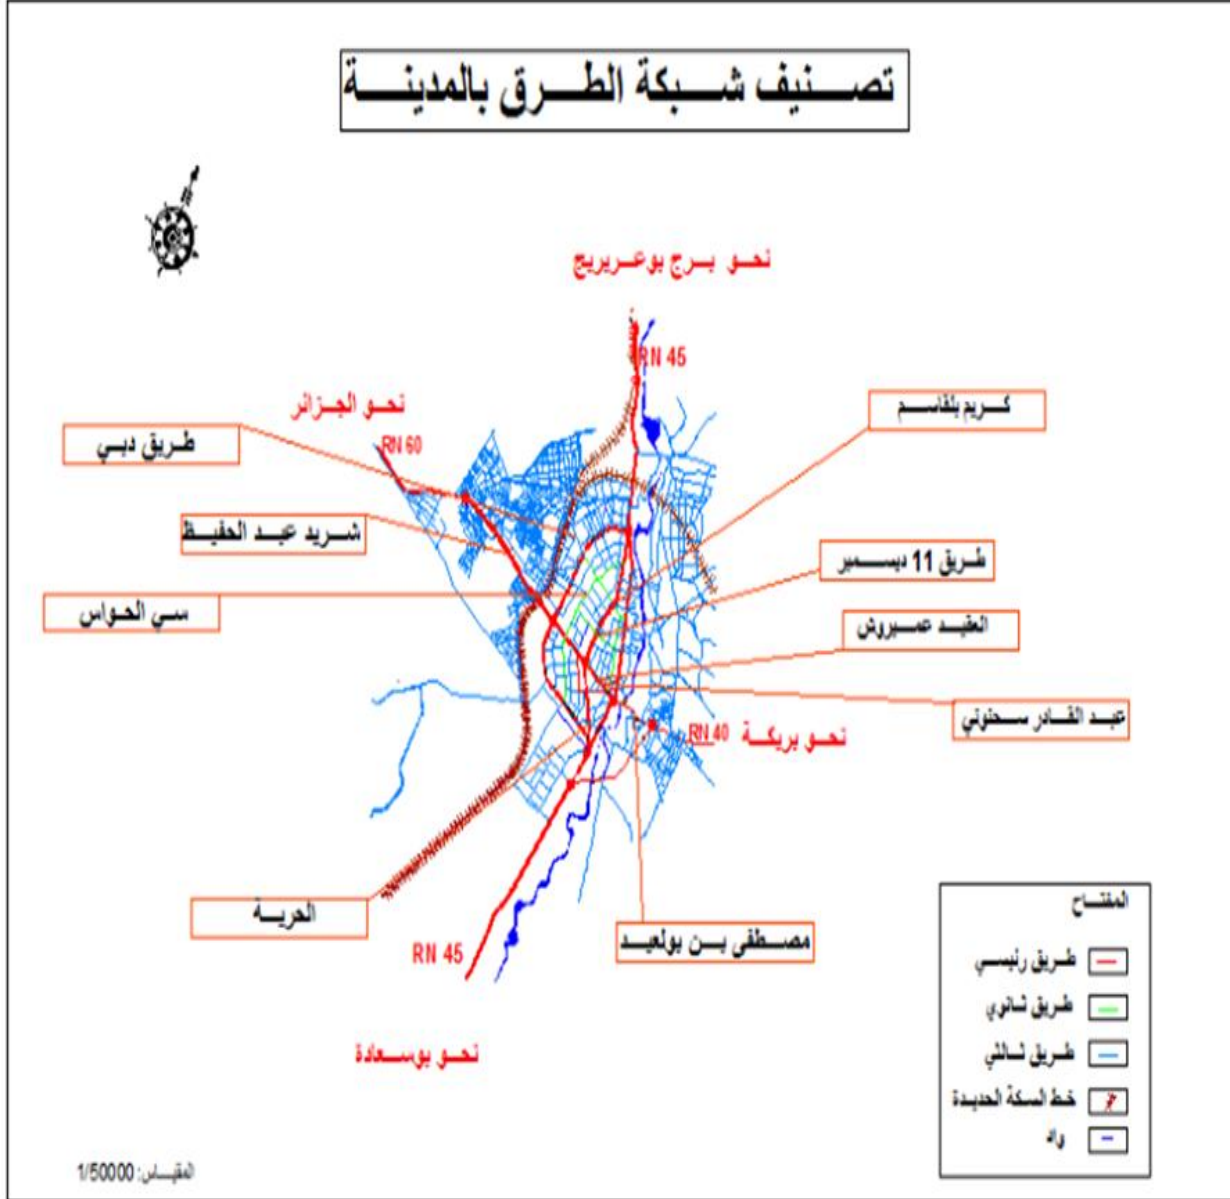 تصنيف شبكة الطرق بالمدينة
نحو برج بوعريريج
RN 45
نحو الجزائر
RN 60
كريم بلقاسم
طريق دبي
شريد عبد الحفيظ
طريق 11 ديسمبر
سي الحواس
العقيد عميروش
عبد القادر سحنوني
RN 40 نحو بريكة
الحرية
مصطفى بن بولعيد
RN 45
نحو بوسعادة
المفتاح
طريق رئيسي
طريق ثانوي
طريق ثالثي
خط السكة الحديدة
واد
المقياس: 1/50000